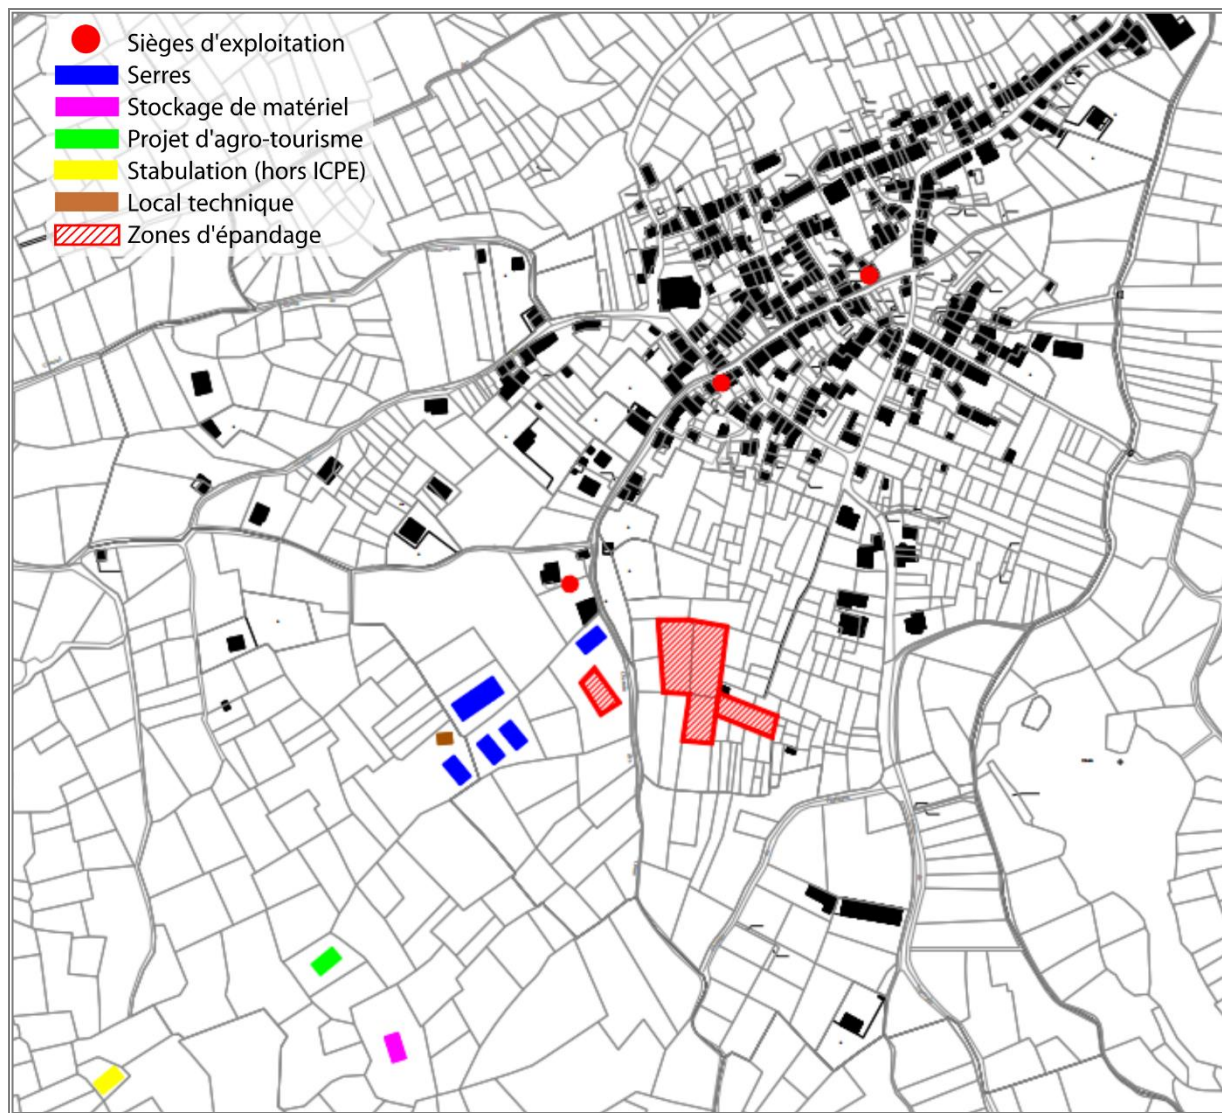 Sièges d'exploitation
Serres
Stockage de matériel
Projet d'agro-tourisme
Stabulation (hors ICPE)
Local technique
Zones d'épandage